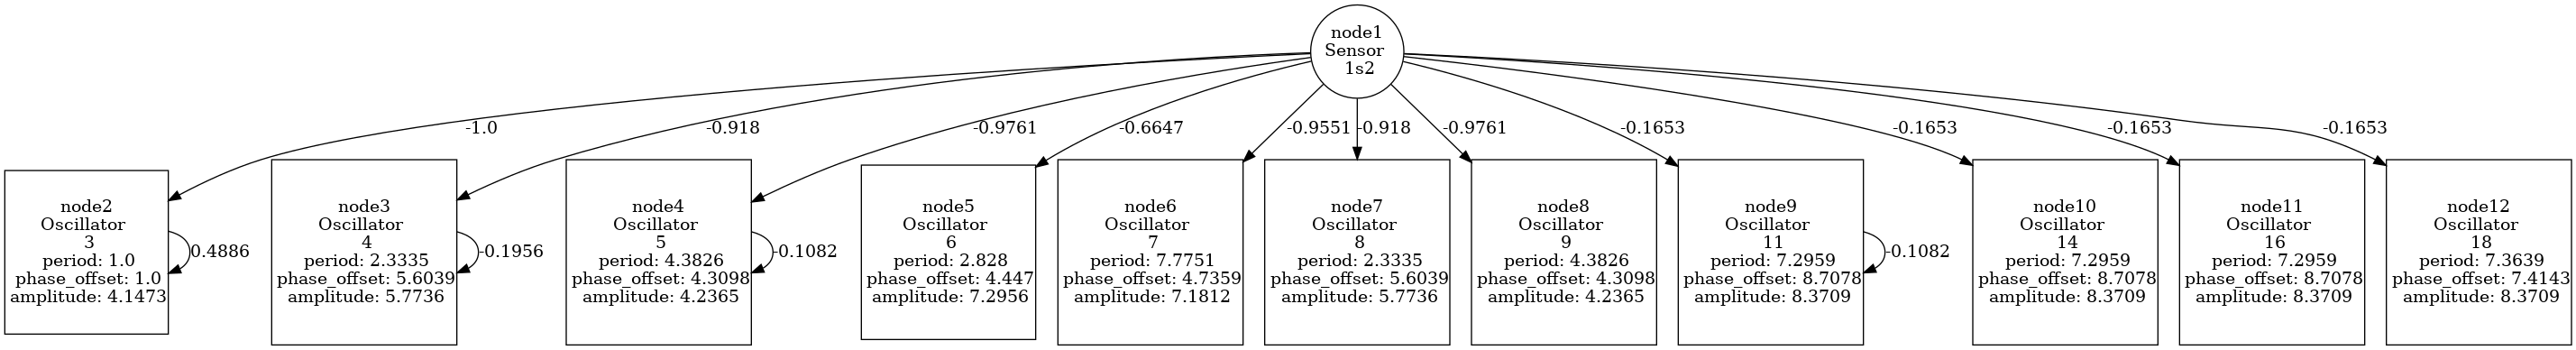 node1
Sensor
1s2
-1.0
-0.918
-0.9761
-0.6647
-0.9551
-0.918
-0.9761
-0.1653
-0.1653
-0.1653
-0.1653
node2
Oscillator
3
period: 1.0
phase_offset: 1.0
amplitude: 4.1473
0.4886
node3
Oscillator
4
period: 2.3335
phase_offset: 5.6039
amplitude: 5.7736
-0.1956
node4
Oscillator
5
period: 4.3826
phase_offset: 4.3098
amplitude: 4.2365
-0.1082
node5
Oscillator
6
period: 2.828
phase_offset: 4.447
amplitude: 7.2956
node6
Oscillator
7
period: 7.7751
phase_offset: 4.7359
amplitude: 7.1812
node7
Oscillator
8
period: 2.3335
phase_offset: 5.6039
amplitude: 5.7736
node8
Oscillator
9
period: 4.3826
phase_offset: 4.3098
amplitude: 4.2365
node9
Oscillator
11
period: 7.2959
phase_offset: 8.7078
amplitude: 8.3709
-0.1082
node10
Oscillator
14
period: 7.2959
phase_offset: 8.7078
amplitude: 8.3709
node11
Oscillator
16
period: 7.2959
phase_offset: 8.7078
amplitude: 8.3709
node12
Oscillator
18
period: 7.3639
phase_offset: 7.4143
amplitude: 8.3709